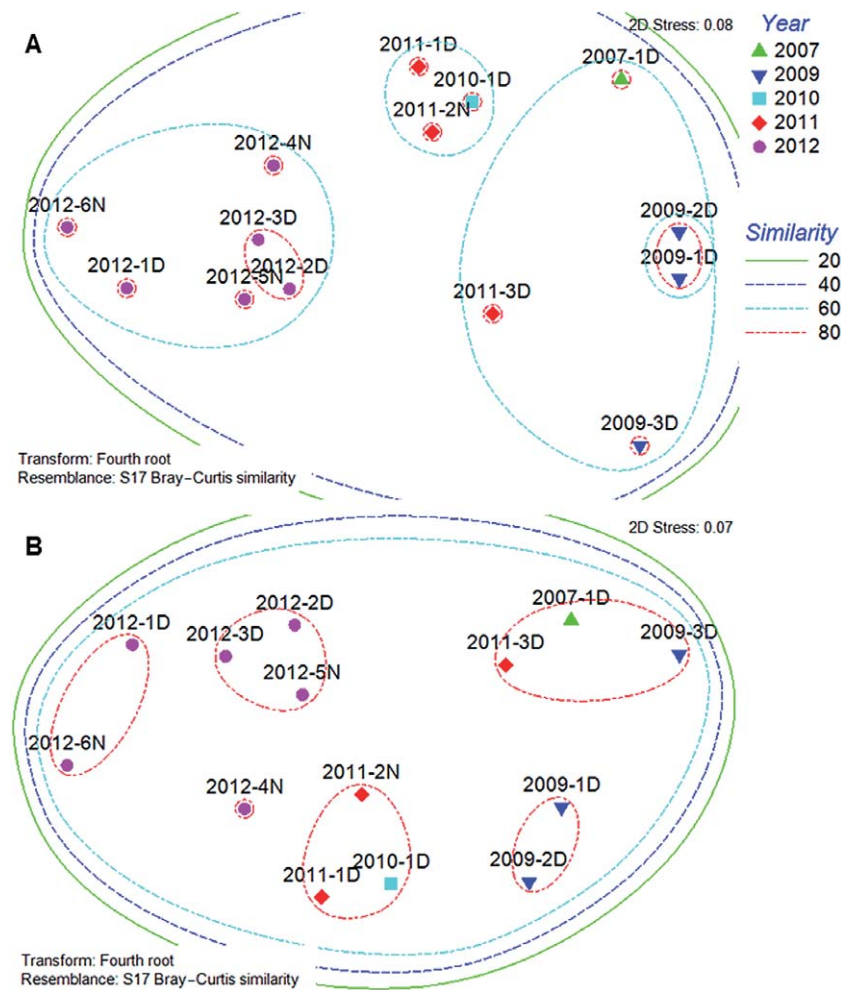 A
2D Stress: 0.08
Year
2007
2009
2010
2011
2012
2011-1D
2010-1D
2011-2N
2007-1D
2012-4N
2012-6N
2012-3D
2009-2D
2009-1D
2012-1D
2012-5N
2012-2D
2011-3D
2009-3D
Similarity
20
40
60
80
Transform: Fourth root
Resemblance: S17 Bray-Curtis similarity
B
2D Stress: 0.07
2012-2D
2007-1D
2012-1D
2012-3D
2011-3D
2009-3D
2012-5N
2012-6N
2012-4N
2011-2N
2009-1D
2011-1D
2010-1D
2009-2D
Transform: Fourth root
Resemblance: S17 Bray-Curtis similarity